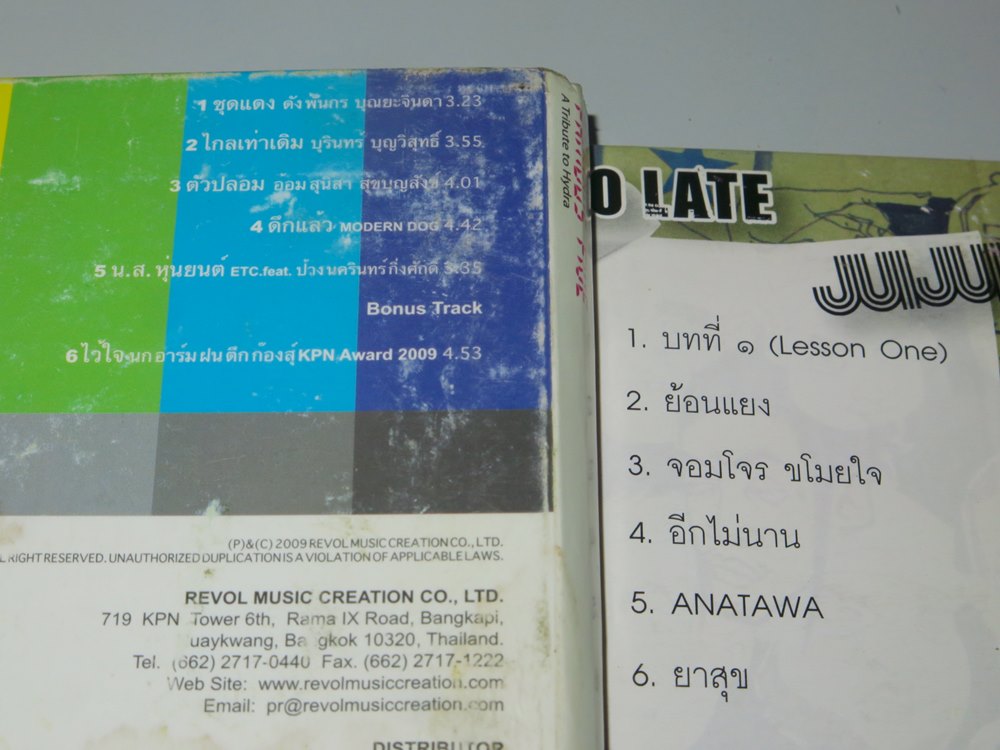 1 ชุดแดง ดังพันกร บุณยะจินดา 3.23
2 ไกลเท่าเดิม บุรินทร์ บุญวิสุทธิ์ 3.55
3 ตัวปลอม ออม สุนิสา สุขบุญสังข์ 4.01
4 ดึกแล้ว MODERN DOG 4.42
5 น.ส. หุ่นยนต์ ETC.feat. ป๋วง นครินทร์ กิ่งศักดิ์ 3.35
Bonus Track
6 ไว้ใจ นก อาร์ม ฝน ตึก ก๊องส์ KPN Award 2009 4.53
(P)&(C) 2009 REVOL MUSIC CREATION CO., LTD.
RIGHT RESERVED. UNAUTHORIZED DUPLICATION IS A VIOLATION OF APPLICABLE LAWS.
REVOL MUSIC CREATION CO., LTD.
719 KPN Tower 6th, Rama IX Road, Bangkapi,
uaykwang, Ba gkok 10320, Thailand.
Tel. (662) 2717-0440 Fax. (662) 2717-1222
Web Site: www.revolmusiccreation.com
Email: pr@revolmusiccreation.com
DISTRIBUTOR
A Tribute to Hydra
O LATE
JUIJU
1. บทที่ ๑ (Lesson One)
2. ย้อนแยง
3. จอมโจร ขโมยใจ
4. อีกไม่นาน
5. ANATAWA
6. ยาสุข